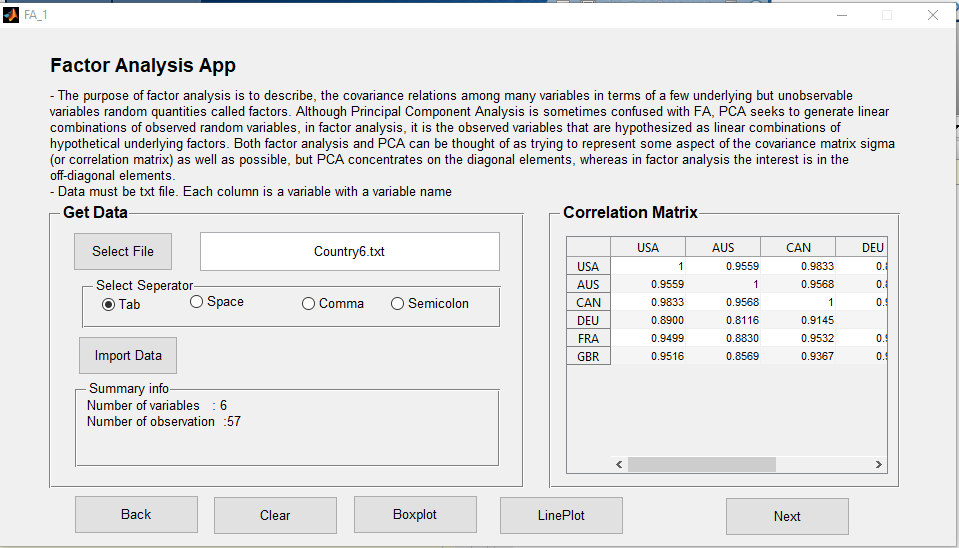 FA_1
Factor Analysis App
- The purpose of factor analysis is to describe, the covariance relations among many variables in terms of a few underlying but unobservable
variables random quantities called factors. Although Principal Component Analysis is sometimes confused with FA, PCA seeks to generate linear
combinations of observed random variables, in factor analysis, it is the observed variables that are hypothesized as linear combinations of
hypothetical underlying factors. Both factor analysis and PCA can be thought of as trying to represent some aspect of the covariance matrix sigma
(or correlation matrix) as well as possible, but PCA concentrates on the diagonal elements, whereas in factor analysis the interest is in the
off-diagonal elements.
- Data must be txt file. Each column is a variable with a variable name
Get Data
Select File
Country6.txt
Select Seperator
Tab Space Comma Semicolon
Import Data
Summary info
Number of variables : 6
Number of observation :57
Correlation Matrix
USA AUS CAN DEU
USA 1 0.9559 0.9833
AUS 0.9559 1 0.9568
CAN 0.9833 0.9568 1
DEU 0.8900 0.8116 0.9145
FRA 0.9499 0.8830 0.9532
GBR 0.9516 0.8569 0.9367
Back Clear Boxplot LinePlot Next